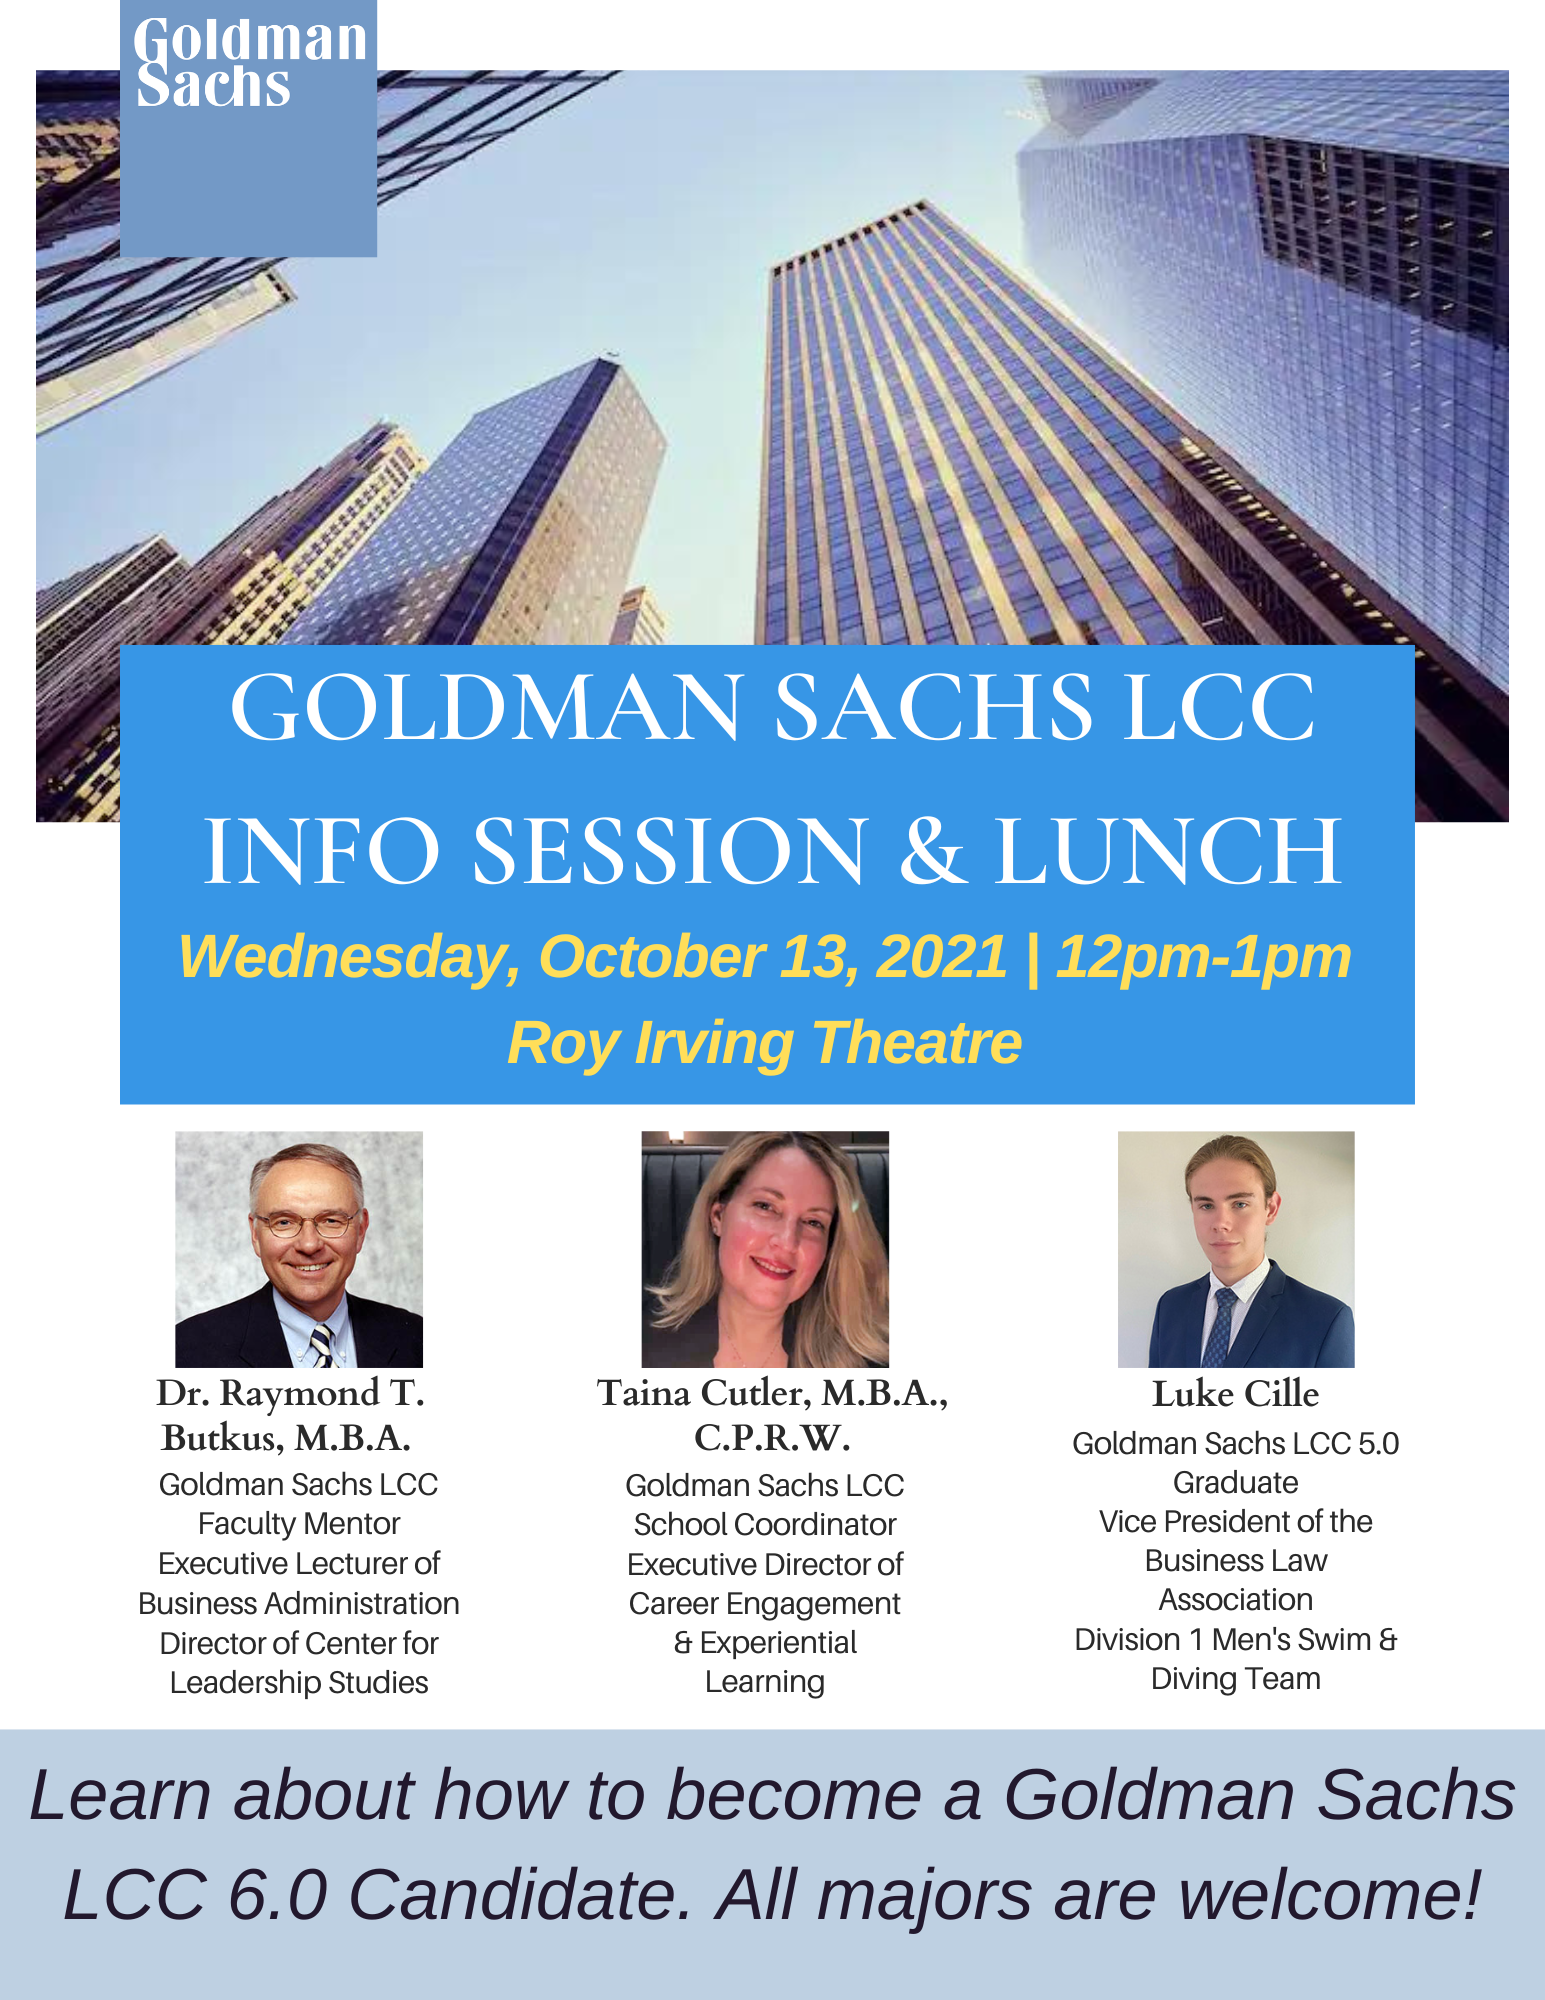 Goldman
Sachs
GOLDMAN SACHS LCC
INFO SESSION & LUNCH
Wednesday, October 13, 2021 | 12pm-1pm
Roy Irving Theatre
Dr. Raymond T.
Butkus, M.B.A.
Goldman Sachs LCC
Faculty Mentor
Executive Lecturer of
Business Administration
Director of Center for
Leadership Studies
Taina Cutler, M.B.A.,
C.P.R.W.
Goldman Sachs LCC
School Coordinator
Executive Director of
Career Engagement
& Experiential
Learning
Luke Cille
Goldman Sachs LCC 5.0
Graduate
Vice President of the
Business Law
Association
Division 1 Men's Swim &
Diving Team
Learn about how to become a Goldman Sachs
LCC 6.0 Candidate. All majors are welcome!